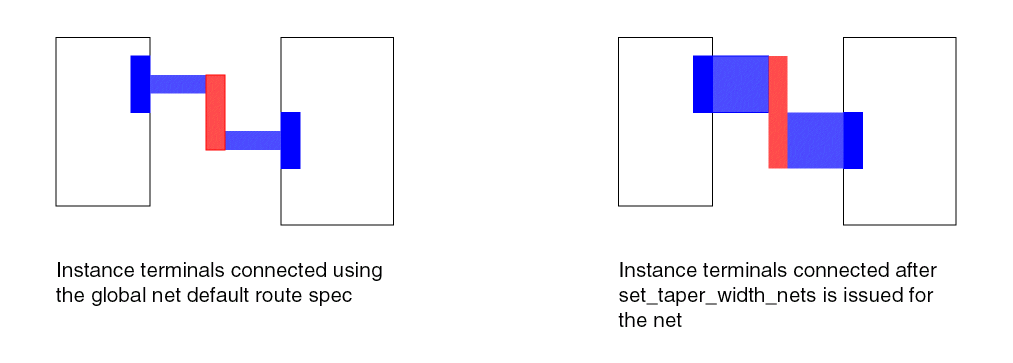 Instance terminals connected using
the global net default route spec
Instance terminals connected after
set_taper_width_nets is issued for
the net